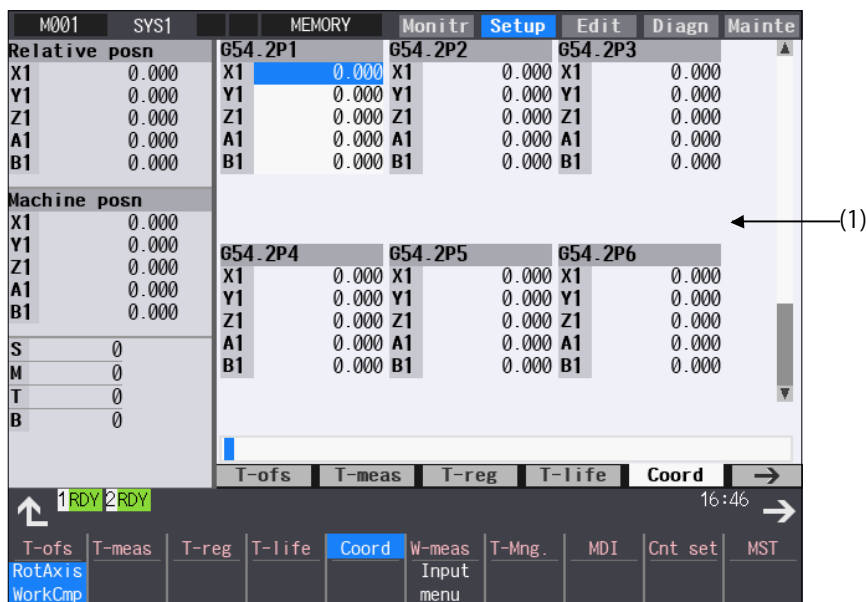 MØØ1 SYS1 MEMORY Monitr Setup Edit Diagn Mainte
Relative posn
X1 0.000
Y1 0.000
Z1 0.000
A1 0.000
B1 0.000
Machine posn
X1 0.000
Y1 0.000
Z1 0.000
A1 0.000
B1 0.000
S 0
M 0
T 0
B 0
G54.2P1 G54.2P2 G54.2P3
X1 0.000 X1 0.000 X1 0.000
Y1 0.000 Y1 0.000 Y1 0.000
Z1 0.000 Z1 0.000 Z1 0.000
A1 0.000 A1 0.000 A1 0.000
B1 0.000 B1 0.000 B1 0.000
(1)
G54.2P4 G54.2P5 G54.2P6
X1 0.000 X1 0.000 X1 0.000
Y1 0.000 Y1 0.000 Y1 0.000
Z1 0.000 Z1 0.000 Z1 0.000
A1 0.000 A1 0.000 A1 0.000
B1 0.000 B1 0.000 B1 0.000
T-ofs T-meas T-reg T-life Coord →
1 RDY 2 RDY 16:46
T-ofs T-meas T-reg T-life Coord W-meas T-Mng. MDI Cnt set MST
RotAxis Input
WorkCmp menu